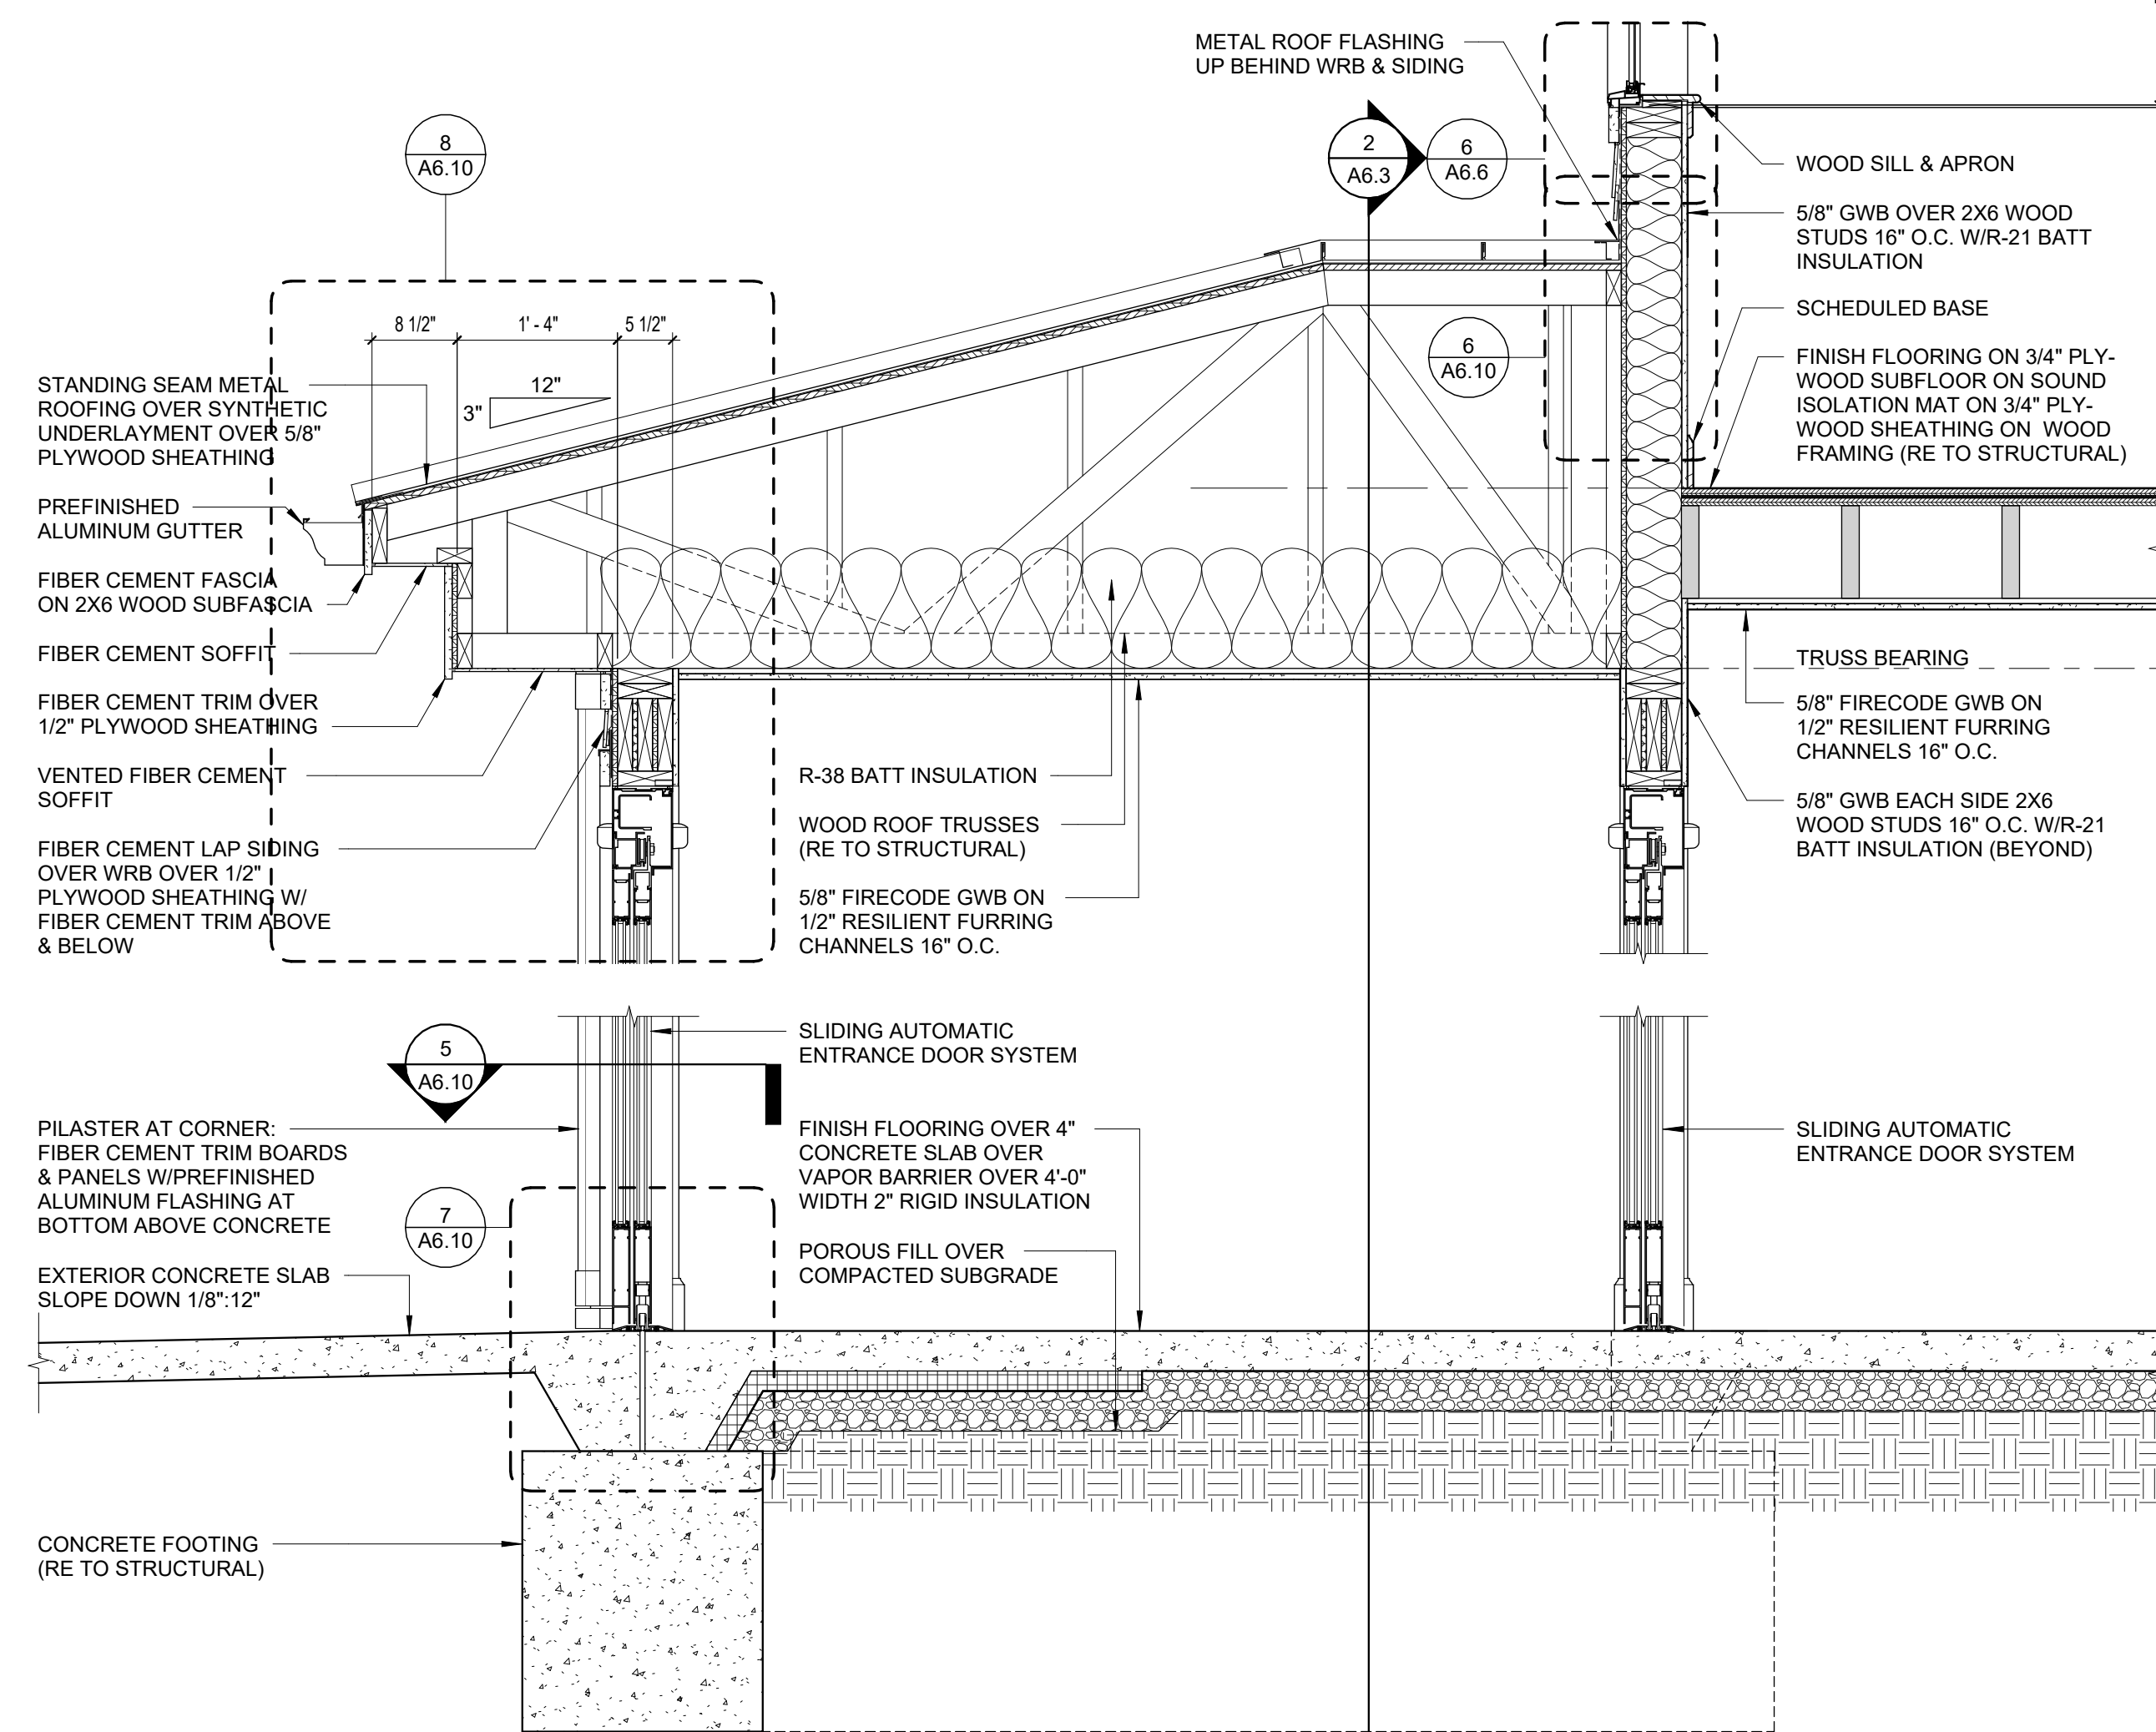 METAL ROOF FLASHING
UP BEHIND WRB & SIDING
8
A6.10
2
A6.3
6
A6.6
WOOD SILL & APRON
5/8" GWB OVER 2X6 WOOD
STUDS 16" O.C. W/R-21 BATT
INSULATION
SCHEDULED BASE
FINISH FLOORING ON 3/4" PLY-
WOOD SUBFLOOR ON SOUND
ISOLATION MAT ON 3/4" PLY-
WOOD SHEATHING ON WOOD
FRAMING (RE TO STRUCTURAL)
6
A6.10
8 1/2"
1' - 4"
5 1/2"
12"
3"
STANDING SEAM METAL
ROOFING OVER SYNTHETIC
UNDERLAYMENT OVER 5/8"
PLYWOOD SHEATHING
PREFINISHED
ALUMINUM GUTTER
FIBER CEMENT FASCIA
ON 2X6 WOOD SUBFASCIA
FIBER CEMENT SOFFIT
FIBER CEMENT TRIM OVER
1/2" PLYWOOD SHEATHING
VENTED FIBER CEMENT
SOFFIT
FIBER CEMENT LAP SIDING
OVER WRB OVER 1/2"
PLYWOOD SHEATHING W/
FIBER CEMENT TRIM ABOVE
& BELOW
R-38 BATT INSULATION
WOOD ROOF TRUSSES
(RE TO STRUCTURAL)
5/8" FIRECODE GWB ON
1/2" RESILIENT FURRING
CHANNELS 16" O.C.
TRUSS BEARING
5/8" FIRECODE GWB ON
1/2" RESILIENT FURRING
CHANNELS 16" O.C.
5/8" GWB EACH SIDE 2X6
WOOD STUDS 16" O.C. W/R-21
BATT INSULATION (BEYOND)
5
A6.10
SLIDING AUTOMATIC
ENTRANCE DOOR SYSTEM
PILASTER AT CORNER:
FIBER CEMENT TRIM BOARDS
& PANELS W/PREFINISHED
ALUMINUM FLASHING AT
BOTTOM ABOVE CONCRETE
7
A6.10
EXTERIOR CONCRETE SLAB
SLOPE DOWN 1/8":12"
FINISH FLOORING OVER 4"
CONCRETE SLAB OVER
VAPOR BARRIER OVER 4'-0"
WIDTH 2" RIGID INSULATION
POROUS FILL OVER
COMPACTED SUBGRADE
SLIDING AUTOMATIC
ENTRANCE DOOR SYSTEM
CONCRETE FOOTING
(RE TO STRUCTURAL)